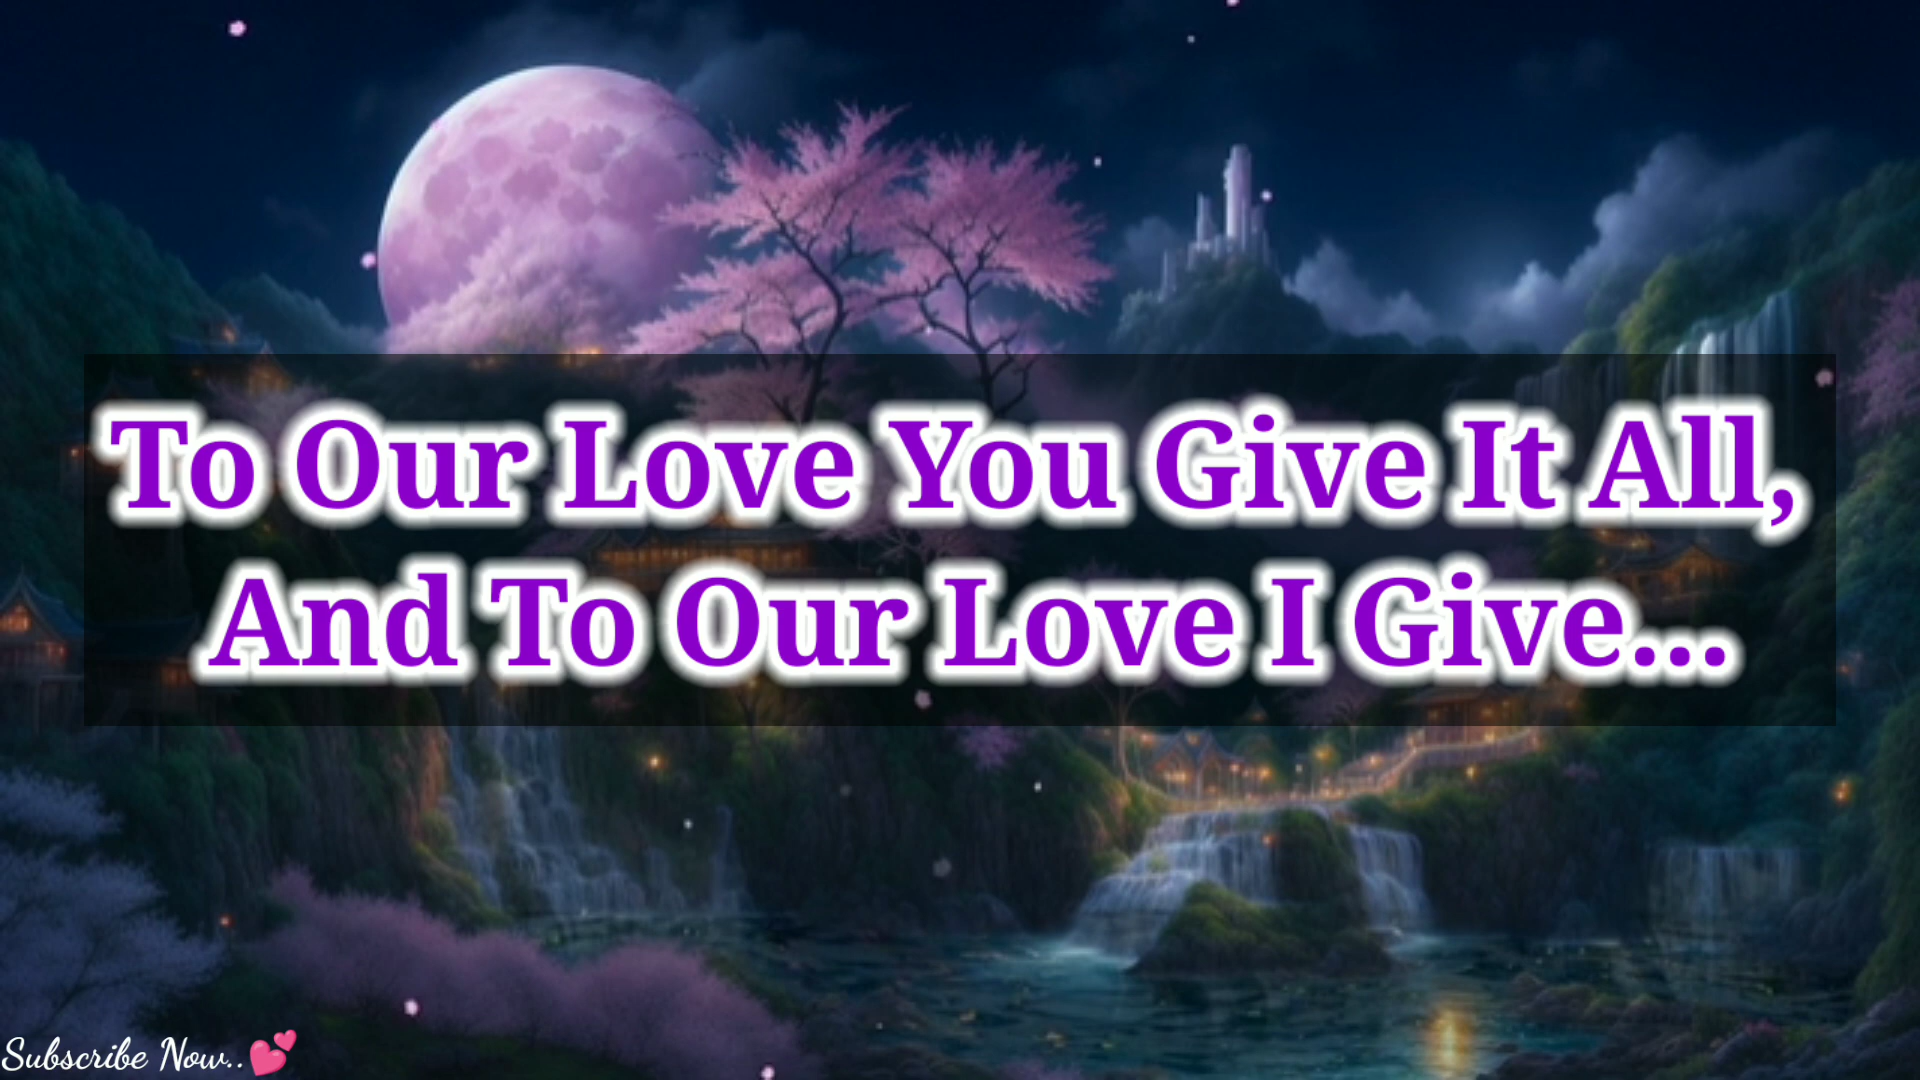 To Our Love You Give It All,
And To Our Love I Give...
Subscribe Now..💕